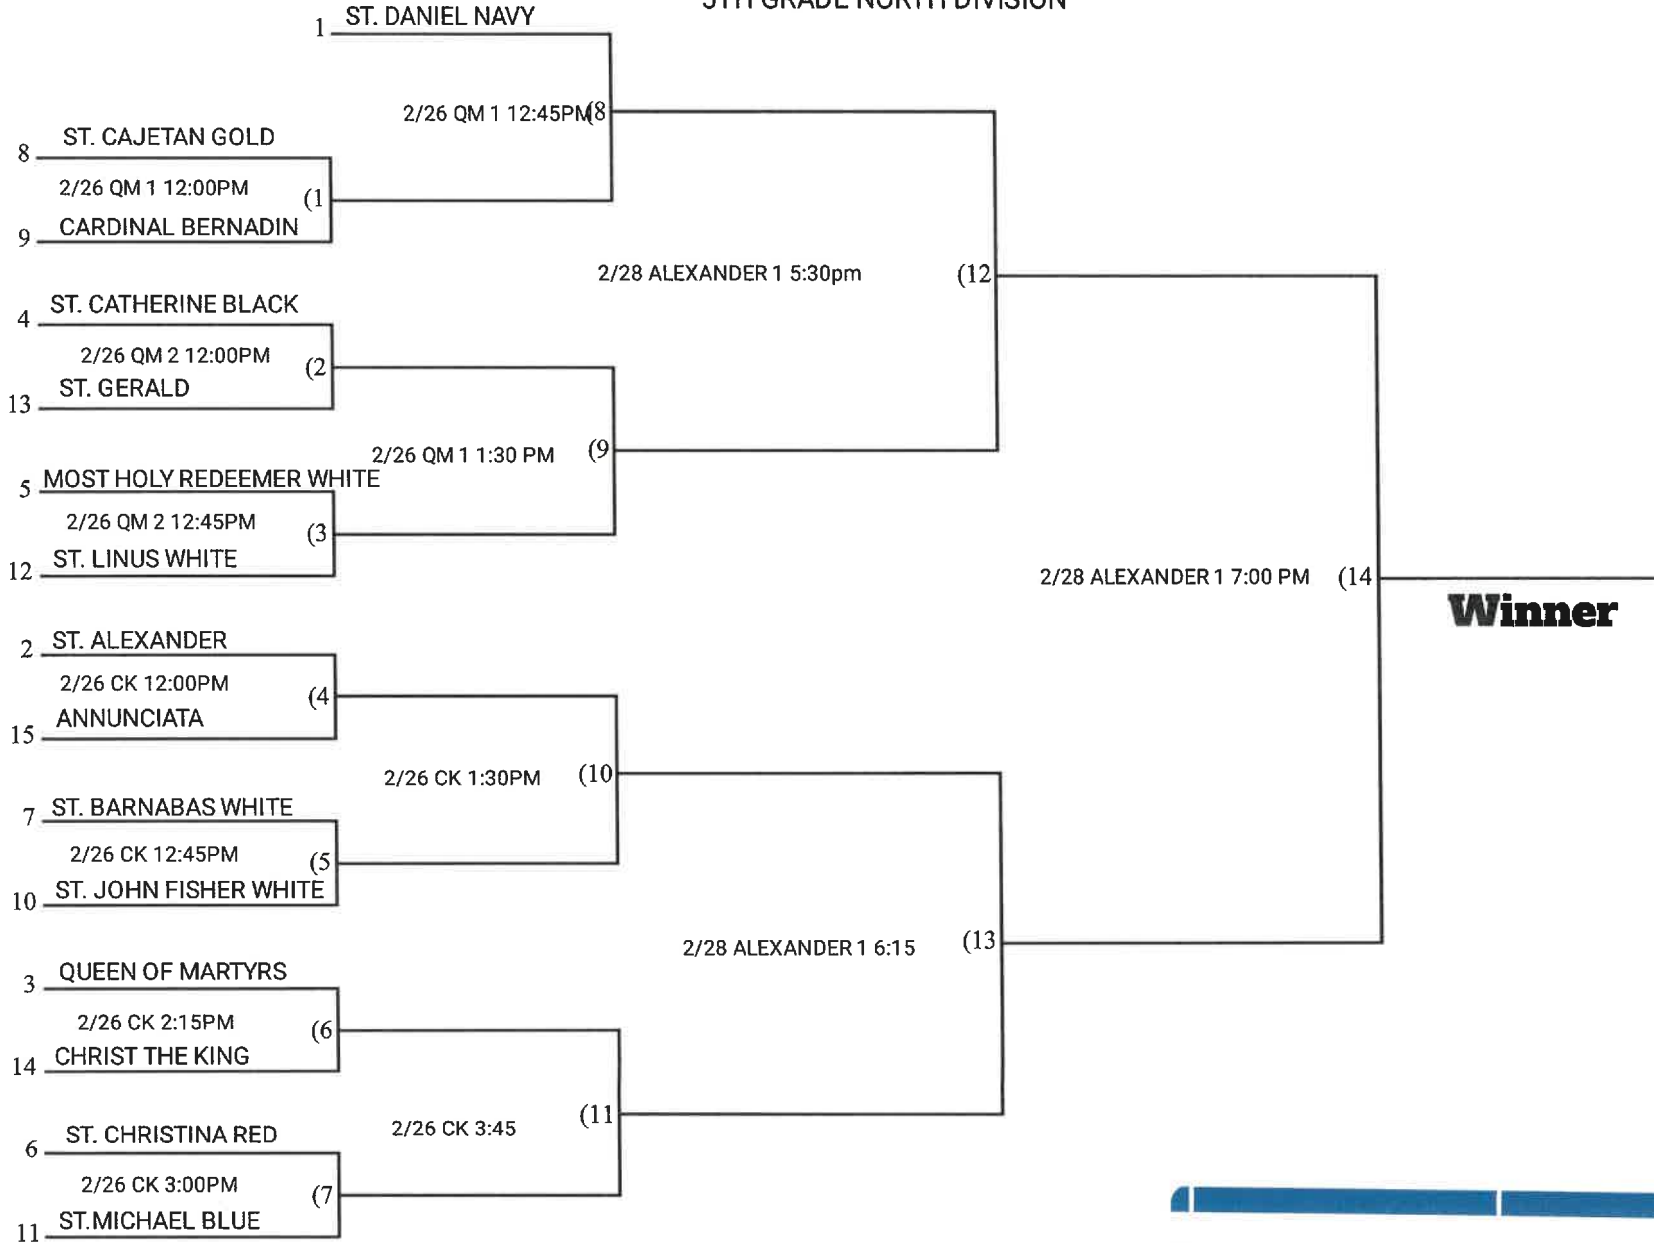 5TH GRADE NORTH DIVISION
1 ST. DANIEL NAVY
2/26 QM 1 12:45PM (8
8 ST. CAJETAN GOLD
2/26 QM 1 12:00PM (1
9 CARDINAL BERNADIN
2/28 ALEXANDER 1 5:30pm (12
4 ST. CATHERINE BLACK
2/26 QM 2 12:00PM (2
13 ST. GERALD
2/26 QM 1 1:30 PM (9
5 MOST HOLY REDEEMER WHITE
2/26 QM 2 12:45PM (3
12 ST. LINUS WHITE
2/28 ALEXANDER 1 7:00 PM (14
Winner
2 ST. ALEXANDER
2/26 CK 12:00PM (4
15 ANNUNCIATA
2/26 CK 1:30PM (10
7 ST. BARNABAS WHITE
2/26 CK 12:45PM (5
10 ST. JOHN FISHER WHITE
2/28 ALEXANDER 1 6:15 (13
3 QUEEN OF MARTYRS
2/26 CK 2:15PM (6
14 CHRIST THE KING
2/26 CK 3:45 (11
6 ST. CHRISTINA RED
2/26 CK 3:00PM (7
11 ST.MICHAEL BLUE